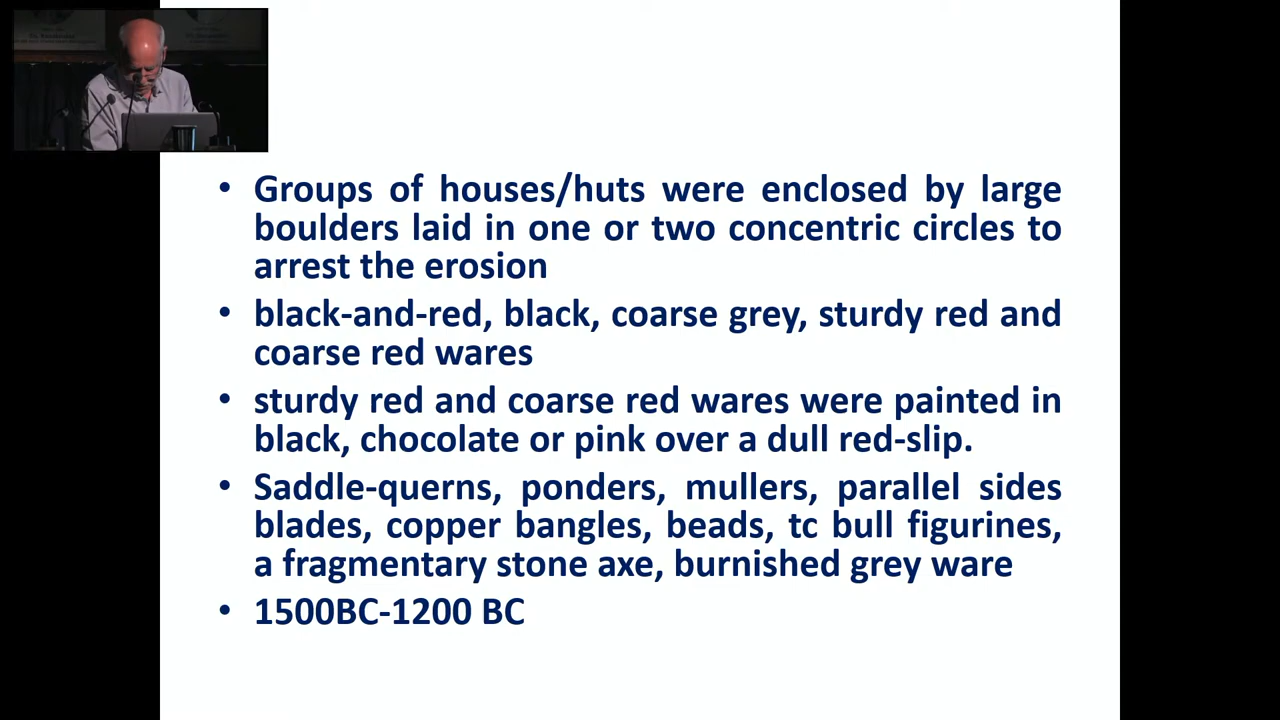 • Groups of houses/huts were enclosed by large
boulders laid in one or two concentric circles to
arrest the erosion
• black-and-red, black, coarse grey, sturdy red and
coarse red wares
• sturdy red and coarse red wares were painted in
black, chocolate or pink over a dull red-slip.
• Saddle-querns, ponders, mullers, parallel sides
blades, copper bangles, beads, tc bull figurines,
a fragmentary stone axe, burnished grey ware
• 1500BC-1200 BC